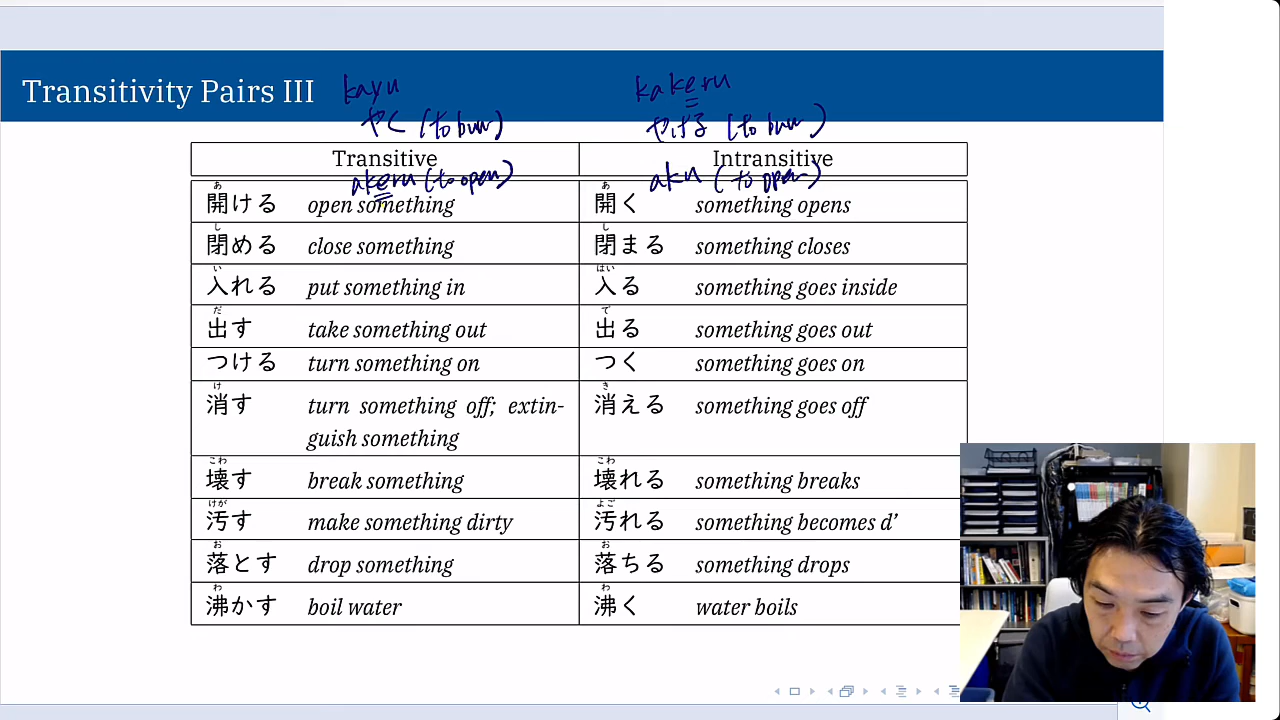 Transitivity Pairs III
やく (to burn) やける (to burn)
Transitive Intransitive
akeru (to open) aku (to open)
開ける open something 開く something opens
閉める close something 閉まる something closes
入れる put something in 入る something goes inside
出す take something out 出る something goes out
つける turn something on つく something goes on
消す turn something off; extin-
guish something 消える something goes off
壊す break something 壊れる something breaks
汚す make something dirty 汚れる something becomes d’
落とす drop something 落ちる something drops
沸かす boil water 沸く water boils